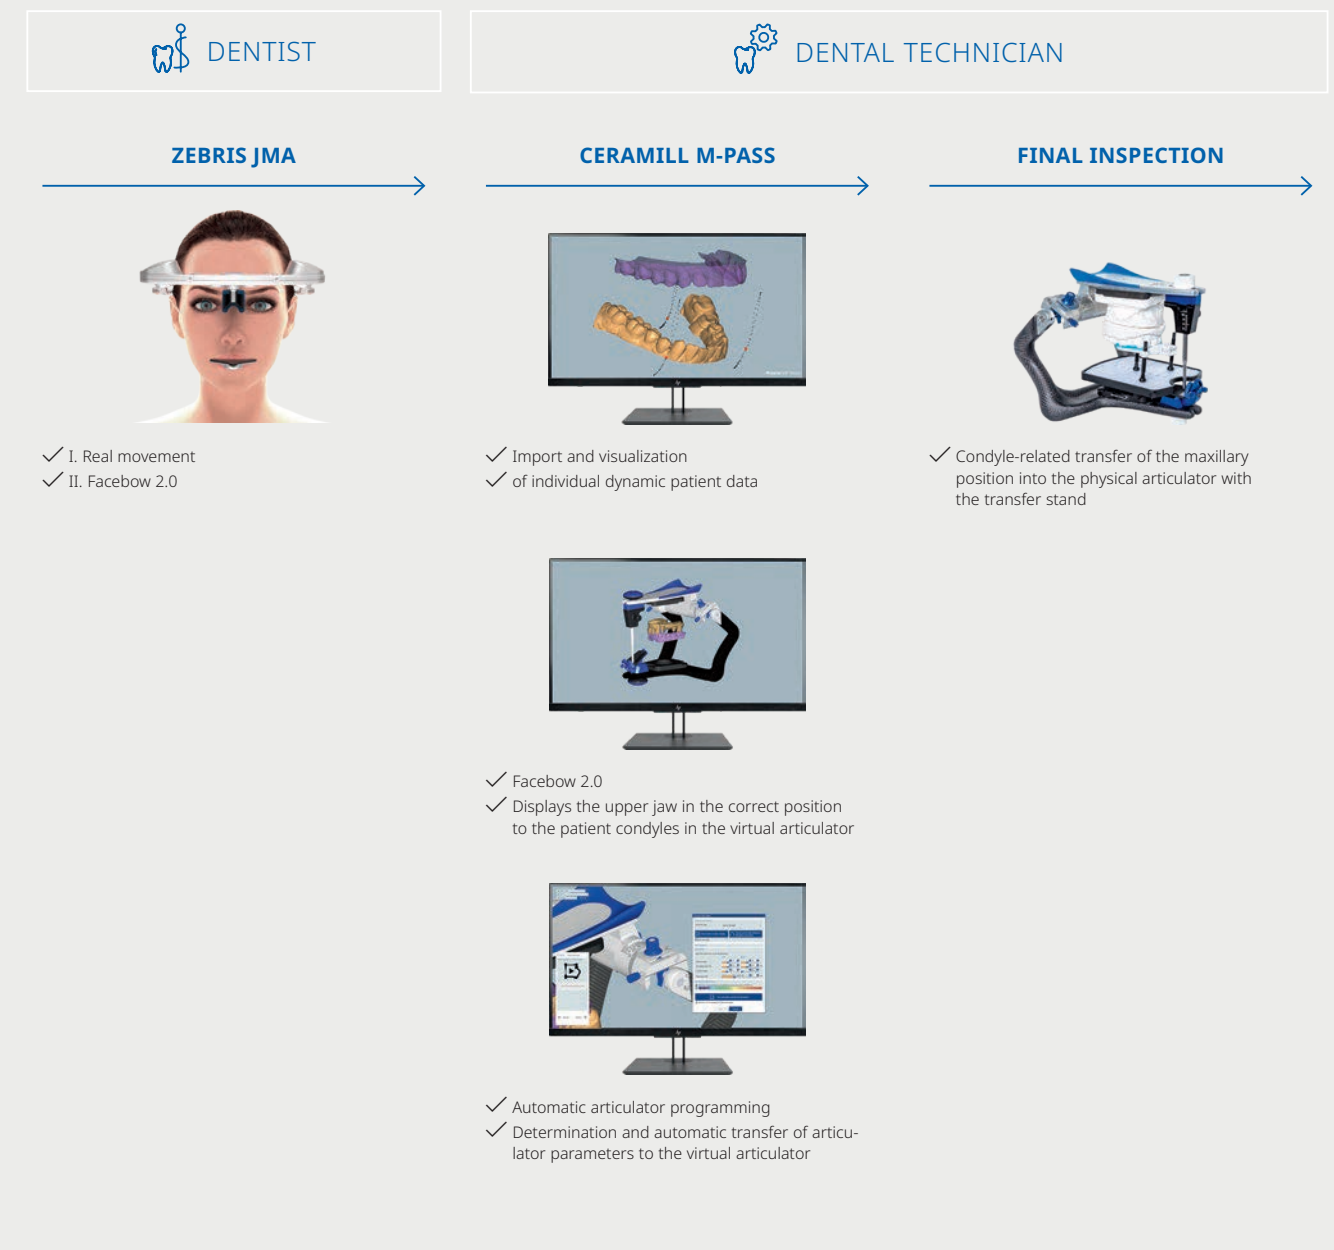 DENTIST
DENTAL TECHNICIAN
ZEBRIS JMA
CERAMILL M-PASS
FINAL INSPECTION
I. Real movement
II. Facebow 2.0
Import and visualization
of individual dynamic patient data
Condyle-related transfer of the maxillary
position into the physical articulator with
the transfer stand
Facebow 2.0
Displays the upper jaw in the correct position
to the patient condyles in the virtual articulator
Automatic articulator programming
Determination and automatic transfer of articu-
lator parameters to the virtual articulator